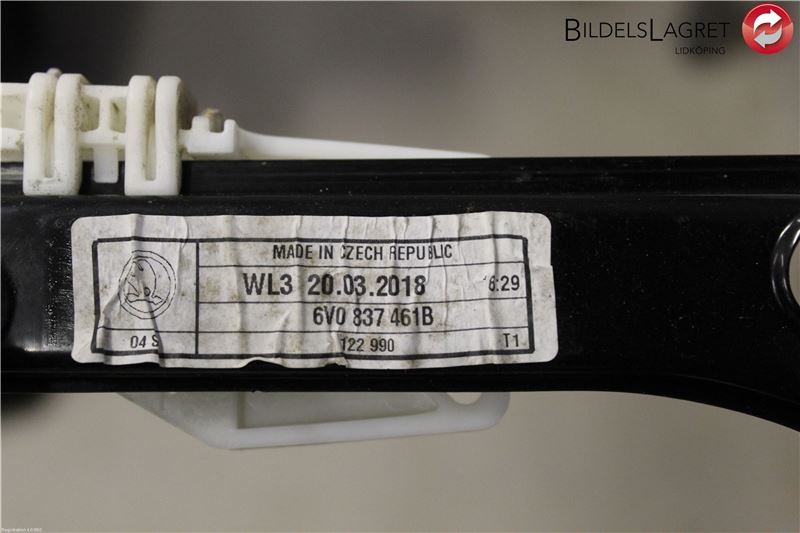 BILDELSLAGRET
LIDKÖPING
MADE IN CZECH REPUBLIC
WL3 20.03.2018
6V0 837 461B
04 S 122 990 T1